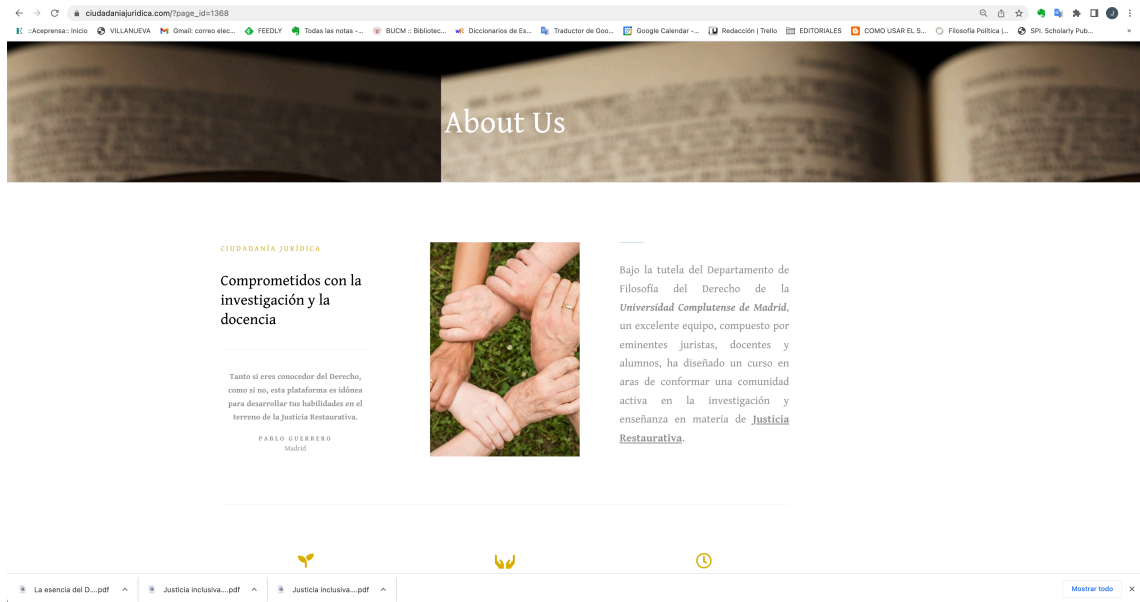 ciudadaniajuridica.com/?page_id=1368
::Aceprensa:: Inicio
VILLANUEVA
Gmail: correo elec...
FEEDLY
Todas las notas -...
BUCM :: Bibliotec...
Diccionarios de Es...
Traductor de Goo...
Google Calendar -...
Redacción | Trello
EDITORIALES
COMO USAR EL S...
Filosofía Política |...
SPI. Scholarly Pub...
»
About Us
CIUDADANÍA JURÍDICA
Comprometidos con la
investigación y la
docencia
Tanto si eres conocedor del Derecho,
como si no, esta plataforma es idónea
para desarrollar tus habilidades en el
terreno de la Justicia Restaurativa.
PABLO GUERRERO
Madrid
Bajo la tutela del Departamento de
Filosofía del Derecho de la
Universidad Complutense de Madrid,
un excelente equipo, compuesto por
eminentes juristas, docentes y
alumnos, ha diseñado un curso en
aras de conformar una comunidad
activa en la investigación y
enseñanza en materia de Justicia
Restaurativa.
La esencia del D....pdf
Justicia inclusiva....pdf
Justicia inclusiva....pdf
Mostrar todo